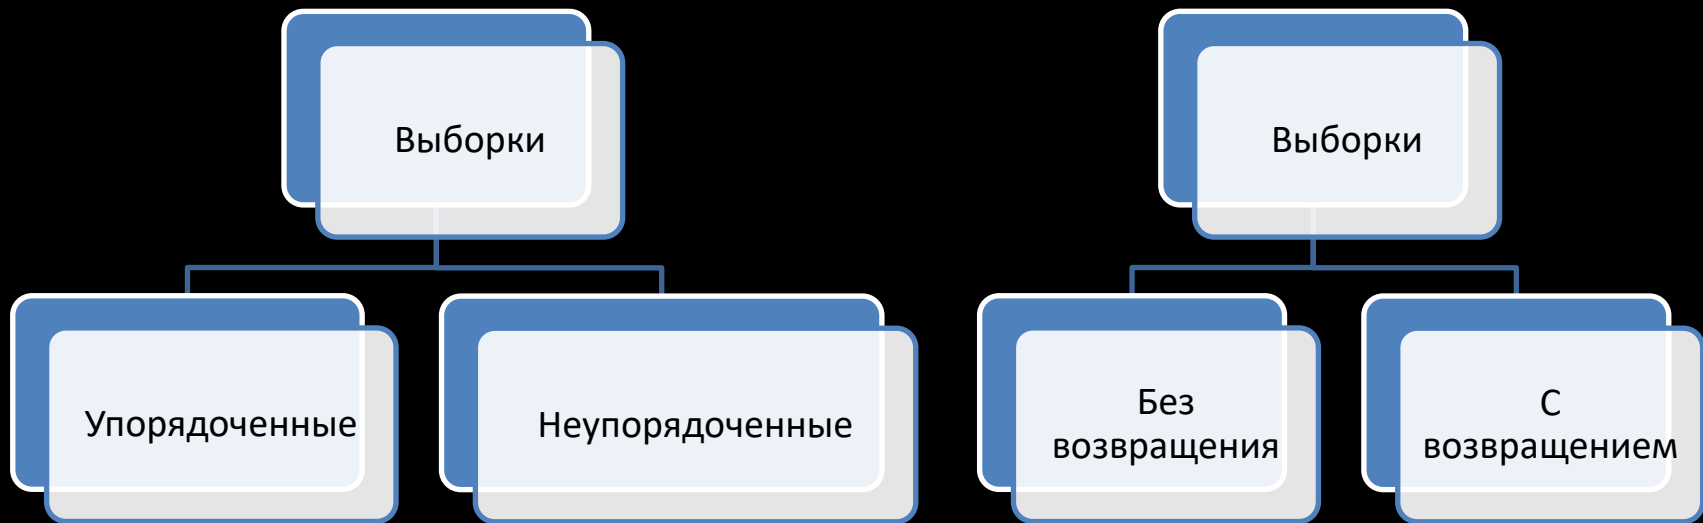 Выборки
Упорядоченные
Неупорядоченные
Выборки
Без
возвращения
С
возвращением